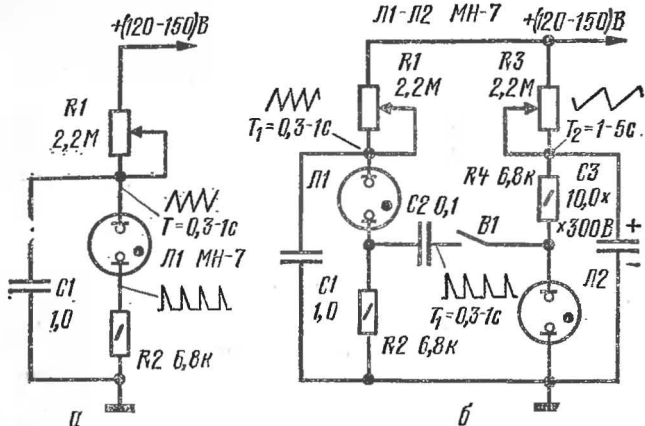 +(120-150)В
R1
2,2М
T=0,3-1с
Л1 МН-7
C1
1,0
R2 6,8к
а
Л1-Л2 МН-7
+(120-150)В
R1
2,2М
R3
2,2М
T₁=0,3-1с
T₂=1-5с
Л1
R4 6,8к
C3
10,0×
×300В
+
-
C2 0,1
В1
Л2
C1
1,0
T₁=0,3-1с
R2 6,8к
б